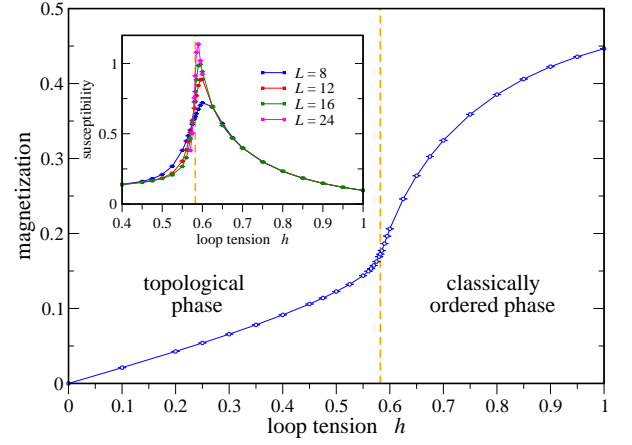 0.5
0.4
0.3
0.2
0.1
0
magnetization
0 0.1 0.2 0.3 0.4 0.5 0.6 0.7 0.8 0.9 1
loop tension h
topological
phase
classically
ordered phase
1
0.5
0
susceptibility
0.4 0.5 0.6 0.7 0.8 0.9 1
loop tension h
L = 8
L = 12
L = 16
L = 24